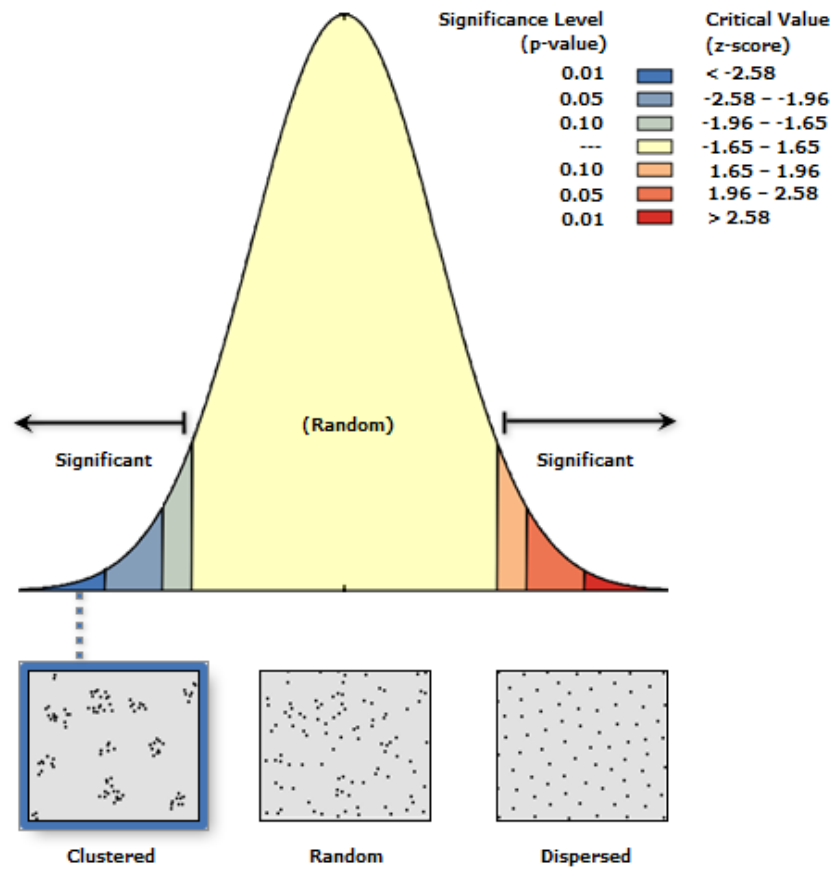 Significance Level Critical Value
(p-value) (z-score)
0.01 < -2.58
0.05 -2.58 – -1.96
0.10 -1.96 – -1.65
--- -1.65 – 1.65
0.10 1.65 – 1.96
0.05 1.96 – 2.58
0.01 > 2.58
(Random)
Significant Significant
Clustered Random Dispersed